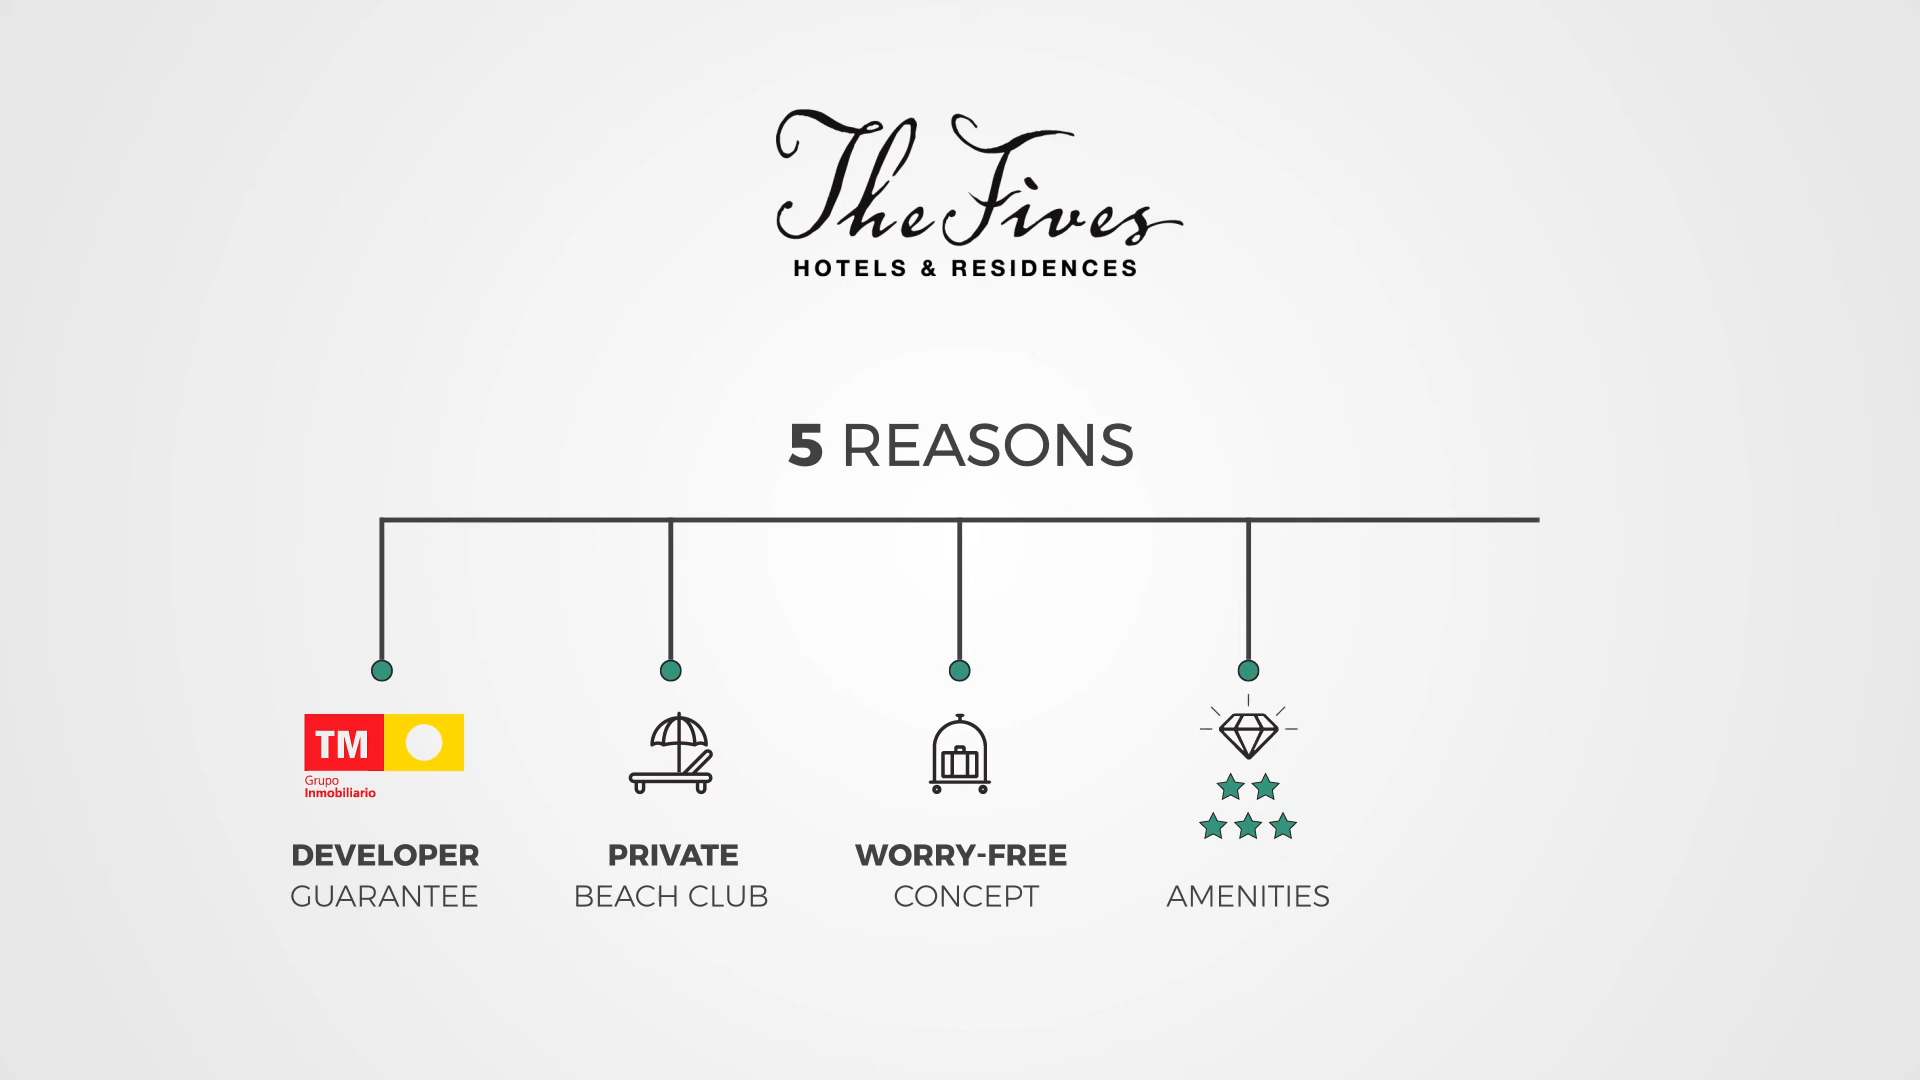 The Fives
HOTELS & RESIDENCES
5 REASONS
TM
Grupo
Inmobiliario
DEVELOPER
GUARANTEE
PRIVATE
BEACH CLUB
WORRY-FREE
CONCEPT
AMENITIES